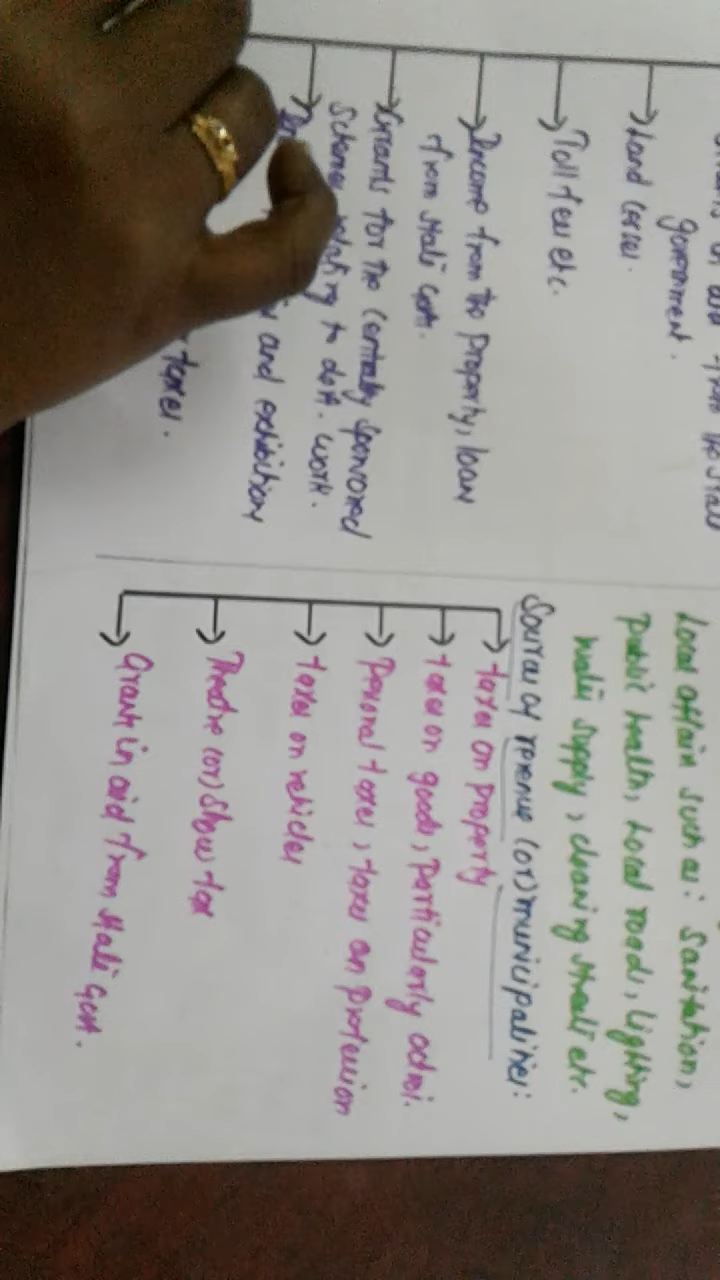 government.
Land cesses.
Toll fees etc.
Income from the property, loan
from State Govt.
Grants for the Centrally sponsored
Schemes relating to devt. work.
and exhibition
taxes.
Local affairs such as: Sanitation,
Public health, Local roads, Lighting,
water supply, cleaning streets etc.
Sources of revenue (or) municipalities:
taxes on property
taxes on goods, particularly octroi.
Personal taxes, taxes on profession
taxes on vehicles
Theatre (or) Show tax
Grant in aid from State Govt.